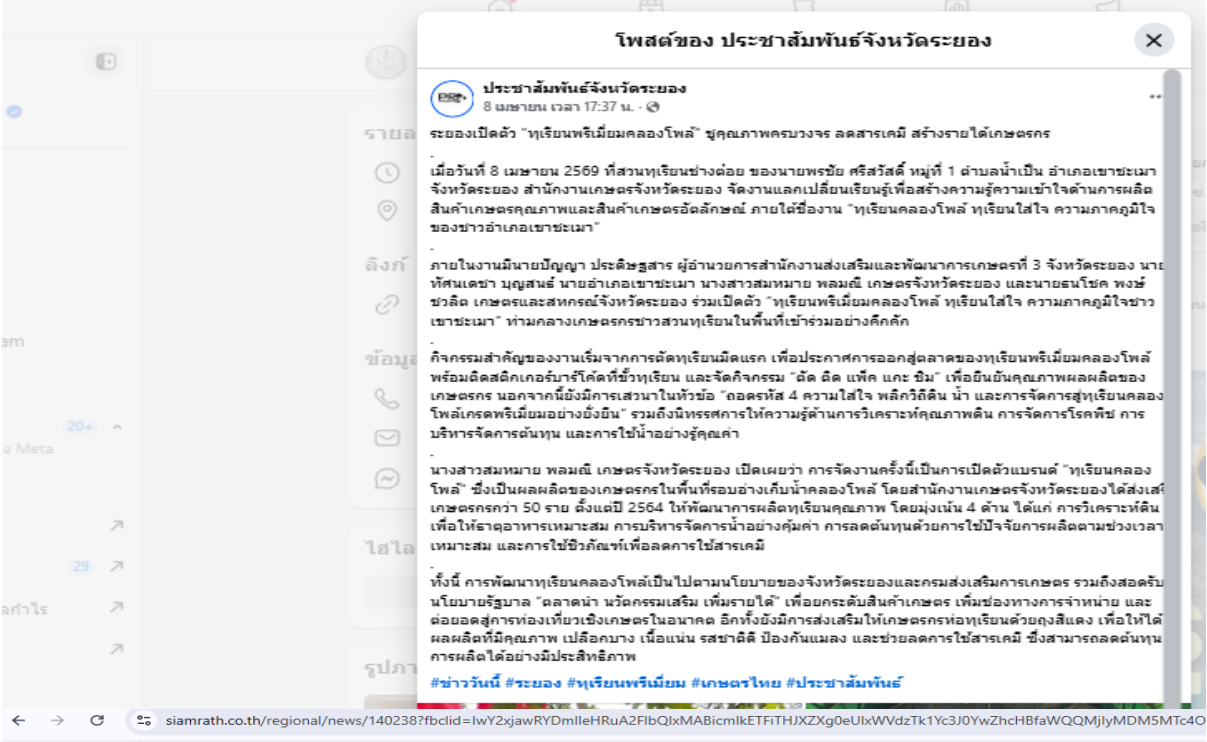 โพสต์ของ ประชาสัมพันธ์จังหวัดระยอง
ประชาสัมพันธ์จังหวัดระยอง
8 เมษายน เวลา 17:37 น.
ระยองเปิดตัว "ทุเรียนพรีเมี่ยมคลองโพล้" ชูคุณภาพครบวงจร ลดสารเคมี สร้างรายได้เกษตรกร
.
เมื่อวันที่ 8 เมษายน 2569 ที่สวนทุเรียนช่างต่อย ของนายพรชัย ศรีสวัสดิ์ หมู่ที่ 1 ตำบลน้ำเป็น อำเภอเขาชะเมา
จังหวัดระยอง สำนักงานเกษตรจังหวัดระยอง จัดงานแลกเปลี่ยนเรียนรู้เพื่อสร้างความรู้ความเข้าใจด้านการผลิต
สินค้าเกษตรคุณภาพและสินค้าเกษตรอัตลักษณ์ ภายใต้ชื่องาน "ทุเรียนคลองโพล้ ทุเรียนใส่ใจ ความภาคภูมิใจ
ของชาวอำเภอเขาชะเมา"
.
ภายในงานมีนายปัญญา ประดิษฐสาร ผู้อำนวยการสำนักงานส่งเสริมและพัฒนาการเกษตรที่ 3 จังหวัดระยอง นาย
ทัศนเดชา บุญสนธ์ นายอำเภอเขาชะเมา นางสาวสมหมาย พลมณี เกษตรจังหวัดระยอง และนายธนโชค พงษ์
ชวลิต เกษตรและสหกรณ์จังหวัดระยอง ร่วมเปิดตัว "ทุเรียนพรีเมี่ยมคลองโพล้ ทุเรียนใส่ใจ ความภาคภูมิใจชาว
เขาชะเมา" ท่ามกลางเกษตรกรชาวสวนทุเรียนในพื้นที่เข้าร่วมอย่างคึกคัก
.
กิจกรรมสำคัญของงานเริ่มจากการตัดทุเรียนมีดแรก เพื่อประกาศการออกสู่ตลาดของทุเรียนพรีเมี่ยมคลองโพล้
พร้อมติดสติกเกอร์บาร์โค้ดที่ขั้วทุเรียน และจัดกิจกรรม "ตัด ติด แพ็ค แกะ ชิม" เพื่อยืนยันคุณภาพผลผลิตของ
เกษตรกร นอกจากนี้ยังมีการเสวนาในหัวข้อ "ถอดรหัส 4 ความใส่ใจ พลิกวิถีดิน น้ำ และการจัดการสู่ทุเรียนคลอง
โพล้เกรดพรีเมี่ยมอย่างยั่งยืน" รวมถึงนิทรรศการให้ความรู้ด้านการวิเคราะห์คุณภาพดิน การจัดการโรคพืช การ
บริหารจัดการต้นทุน และการใช้น้ำอย่างรู้คุณค่า
.
นางสาวสมหมาย พลมณี เกษตรจังหวัดระยอง เปิดเผยว่า การจัดงานครั้งนี้เป็นการเปิดตัวแบรนด์ "ทุเรียนคลอง
โพล้" ซึ่งเป็นผลผลิตของเกษตรกรในพื้นที่รอบอ่างเก็บน้ำคลองโพล้ โดยสำนักงานเกษตรจังหวัดระยองได้ส่งเสริ
เกษตรกรกว่า 50 ราย ตั้งแต่ปี 2564 ให้พัฒนาการผลิตทุเรียนคุณภาพ โดยมุ่งเน้น 4 ด้าน ได้แก่ การวิเคราะห์ดิน
เพื่อให้ธาตุอาหารเหมาะสม การบริหารจัดการน้ำอย่างคุ้มค่า การลดต้นทุนด้วยการใช้ปัจจัยการผลิตตามช่วงเวลา
เหมาะสม และการใช้ชีวภัณฑ์เพื่อลดการใช้สารเคมี
.
ทั้งนี้ การพัฒนาทุเรียนคลองโพล้เป็นไปตามนโยบายของจังหวัดระยองและกรมส่งเสริมการเกษตร รวมถึงสอดรับ
นโยบายรัฐบาล "ตลาดนำ นวัตกรรมเสริม เพิ่มรายได้" เพื่อยกระดับสินค้าเกษตร เพิ่มช่องทางการจำหน่าย และ
ต่อยอดสู่การท่องเที่ยวเชิงเกษตรในอนาคต อีกทั้งยังมีการส่งเสริมให้เกษตรกรห่อทุเรียนด้วยถุงสีแดง เพื่อให้ได้
ผลผลิตที่มีคุณภาพ เปลือกบาง เนื้อแน่น รสชาติดี ป้องกันแมลง และช่วยลดการใช้สารเคมี ซึ่งสามารถลดต้นทุน
การผลิตได้อย่างมีประสิทธิภาพ
#ข่าววันนี้ #ระยอง #ทุเรียนพรีเมี่ยม #เกษตรไทย #ประชาสัมพันธ์
ราย
ลิงก์
ข้อมู
ไฮไล
รูปภา
am
20+
ง Meta
29
ลกำไร
siamrath.co.th/regional/news/140238?fbclid=IwY2xjawRYDmlleHRuA2FlbQIxMABicmlkETFiTHJXZXg0eUIxWVdzTk1Yc3J0YwZhcHBfaWQQMjIyMDM5MTc4O